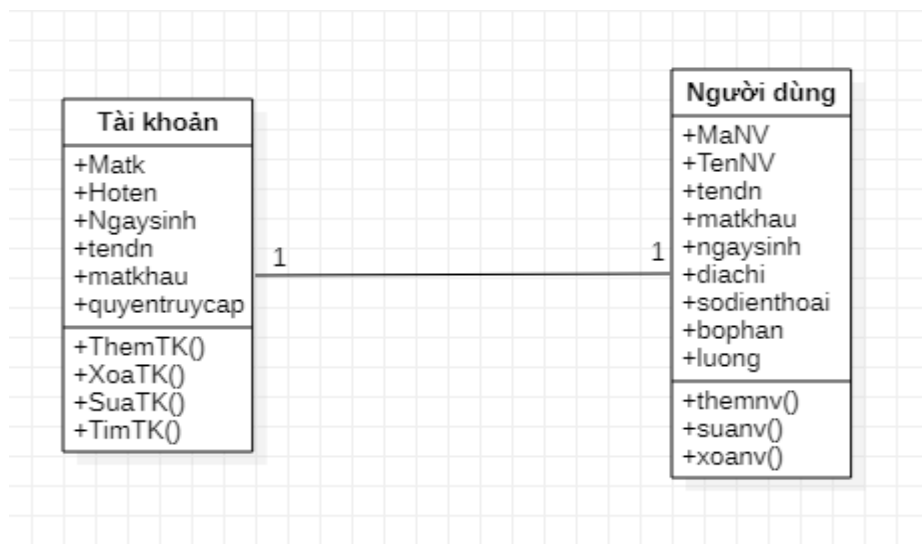 Tài khoản
+Matk
+Hoten
+Ngaysinh
+tendn
+matkhau
+quyentruycap
+ThemTK()
+XoaTK()
+SuaTK()
+TimTK()
1
1
Người dùng
+MaNV
+TenNV
+tendn
+matkhau
+ngaysinh
+diachi
+sodienthoai
+bophan
+luong
+themnv()
+suanv()
+xoanv()